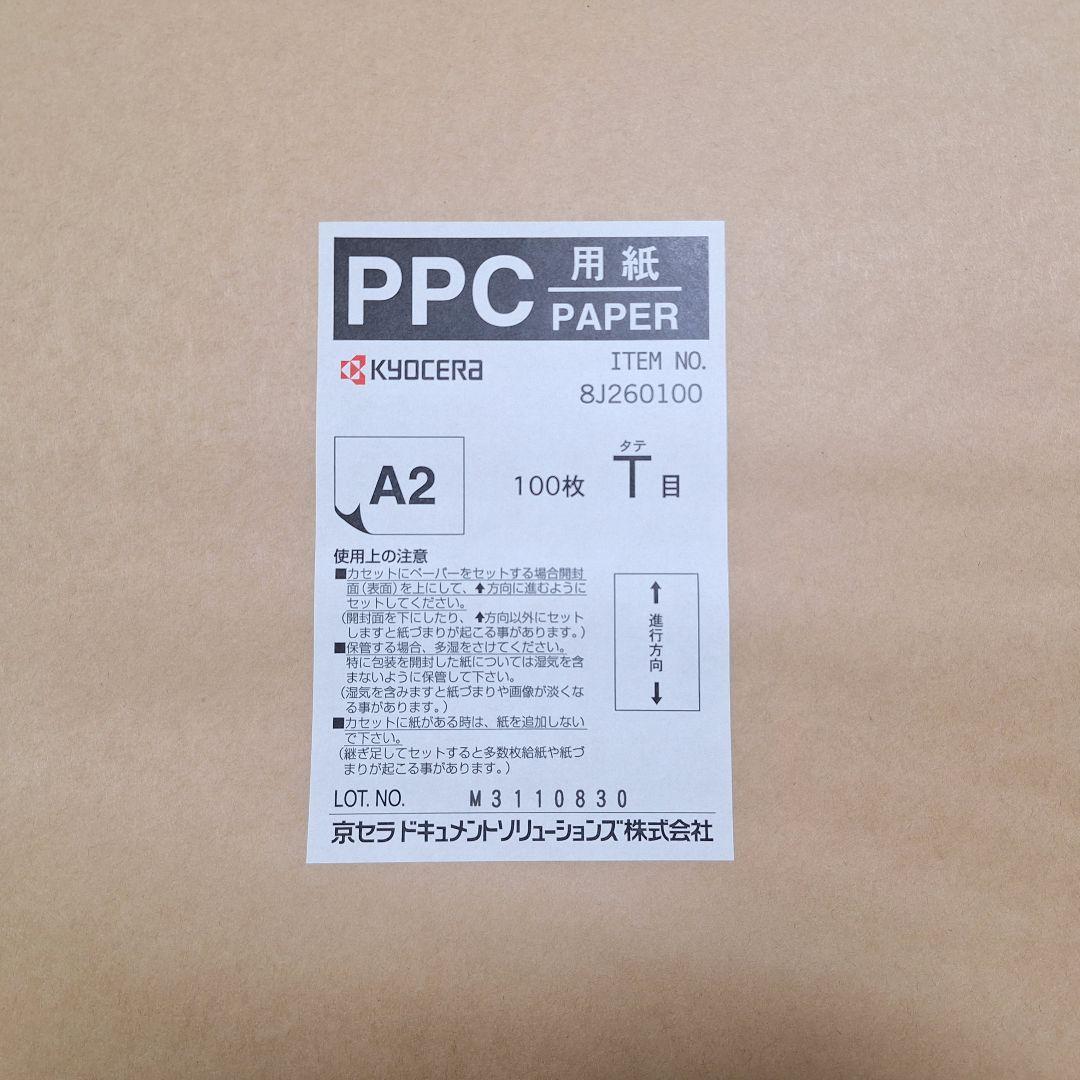 PPC 用紙
PAPER
KYOCERA
ITEM NO.
8J260100
A2
100枚
タテ
T目
使用上の注意
■カセットにペーパーをセットする場合開封
面(表面)を上にして、⬆方向に進むように
セットしてください。
(開封面を下にしたり、⬆方向以外にセット
しますと紙づまりが起こる事があります。)
■保管する場合、多湿をさけてください。
特に包装を開封した紙については湿気を含
まないように保管して下さい。
(湿気を含みますと紙づまりや画像が淡くな
る事があります。)
■カセットに紙がある時は、紙を追加しない
で下さい。
(継ぎ足してセットすると多数枚給紙や紙づ
まりが起こる事があります。)
↑
進行方向
↓
LOT. NO. M3110830
京セラドキュメントソリューションズ株式会社